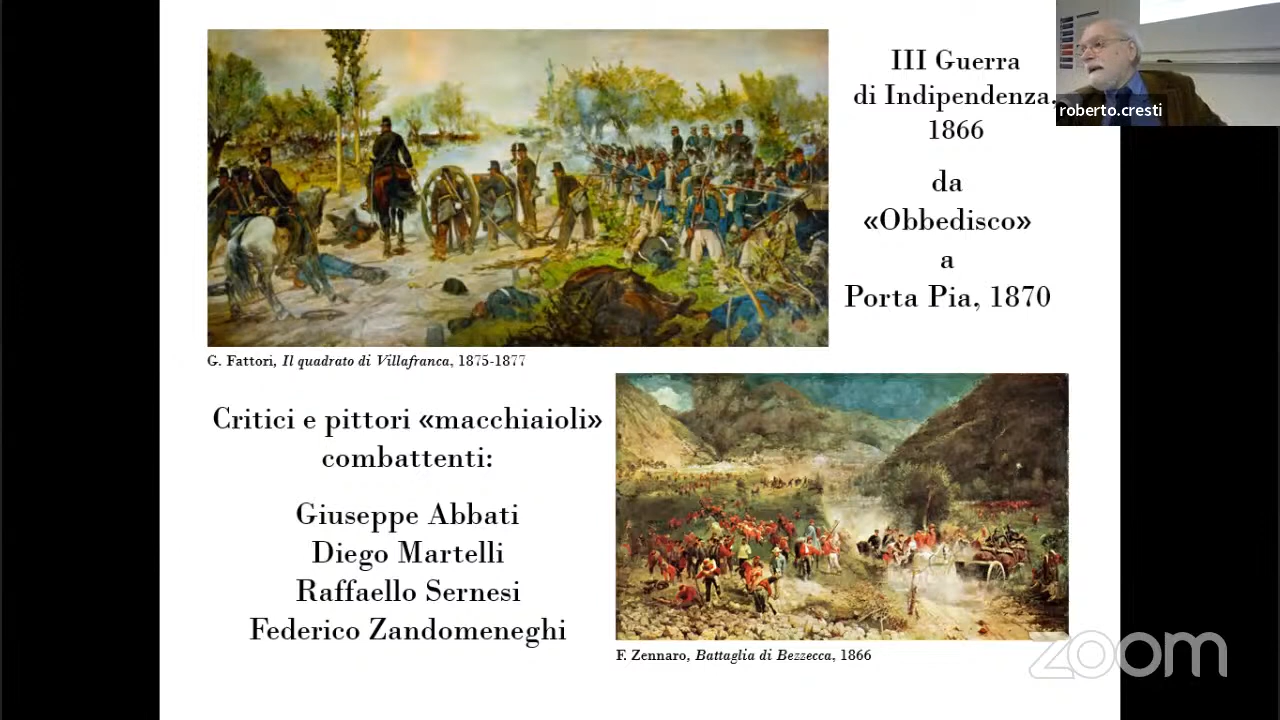 III Guerra
di Indipendenza,
1866
da
«Obbedisco»
a
Porta Pia, 1870
roberto.cresti
G. Fattori, Il quadrato di Villafranca, 1875-1877
Critici e pittori «macchiaioli»
combattenti:
Giuseppe Abbati
Diego Martelli
Raffaello Sernesi
Federico Zandomeneghi
F. Zennaro, Battaglia di Bezzecca, 1866
zoom